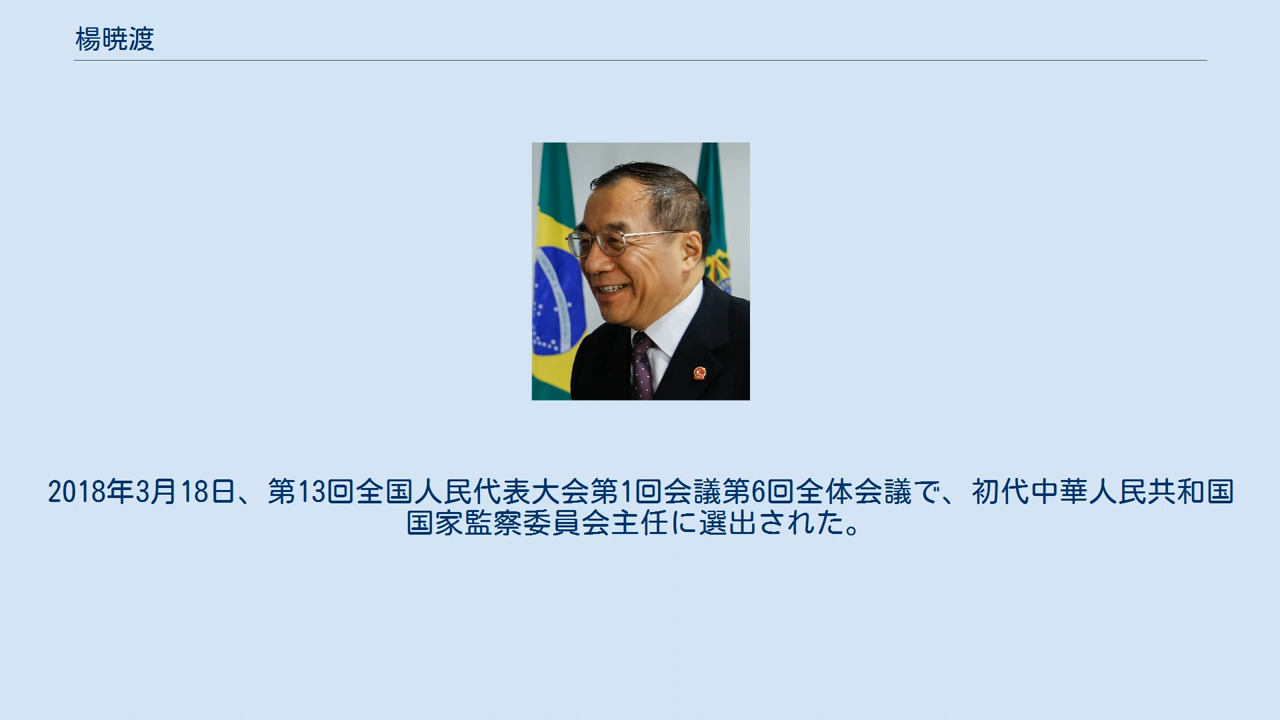 楊暁渡
2018年3月18日、第13回全国人民代表大会第1回会議第6回全体会議で、初代中華人民共和国
国家監察委員会主任に選出された。